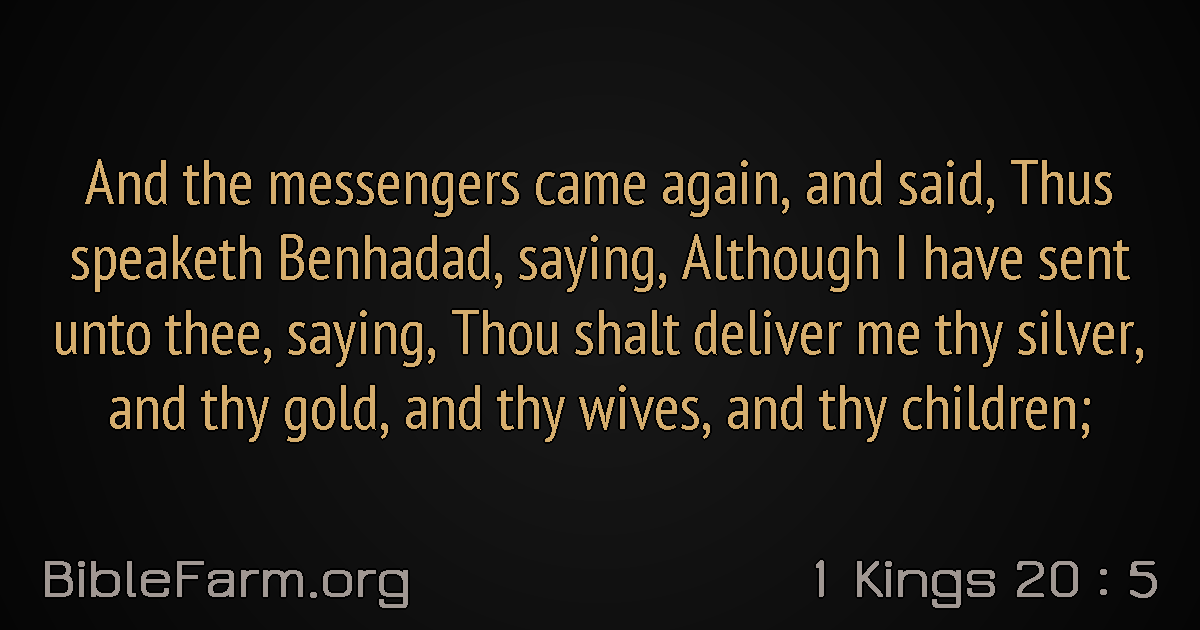 And the messengers came again, and said, Thus
speaketh Benhadad, saying, Although I have sent
unto thee, saying, Thou shalt deliver me thy silver,
and thy gold, and thy wives, and thy children;
BibleFarm.org
1 Kings 20 : 5